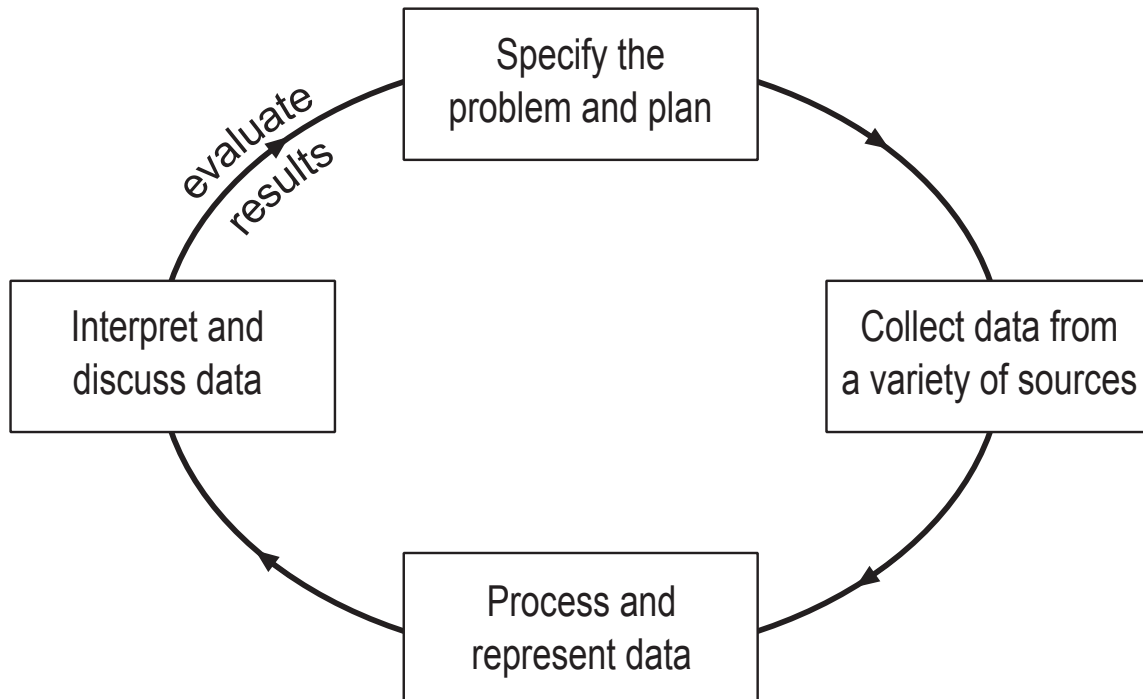 Specify the
problem and plan
evaluate
results
Interpret and
discuss data
Collect data from
a variety of sources
Process and
represent data